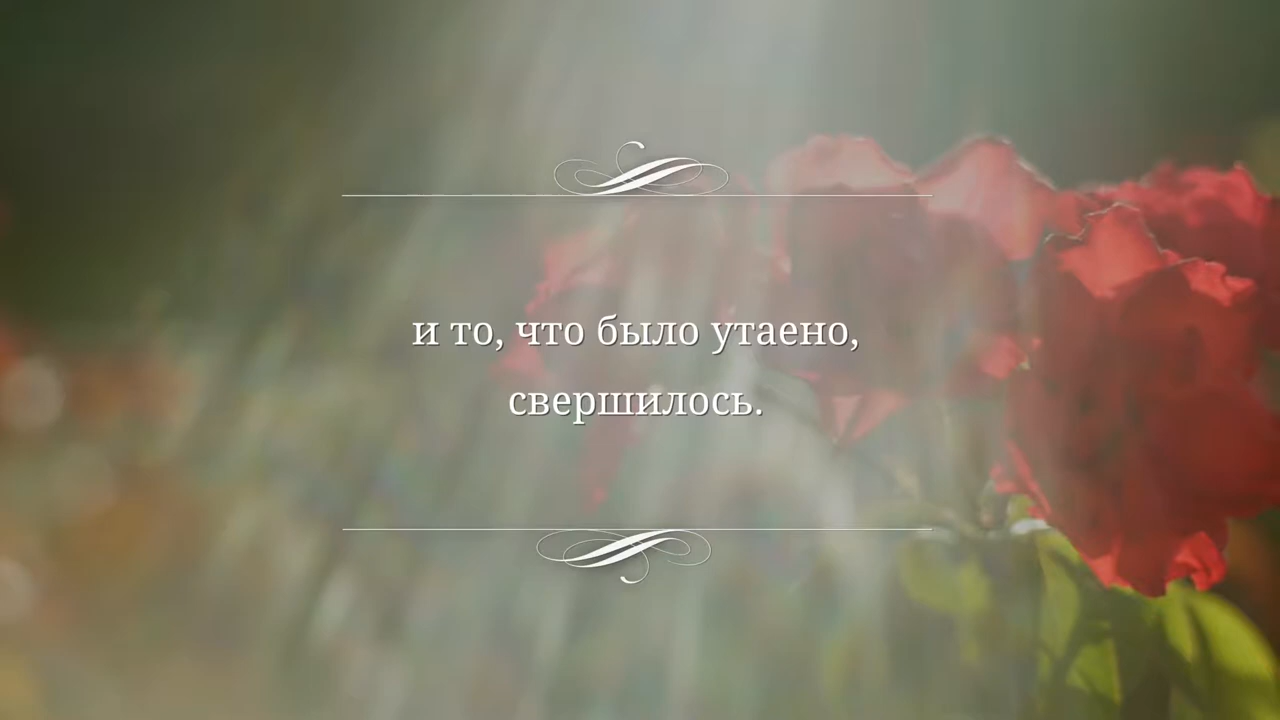 и то, что было утаено,
свершилось.